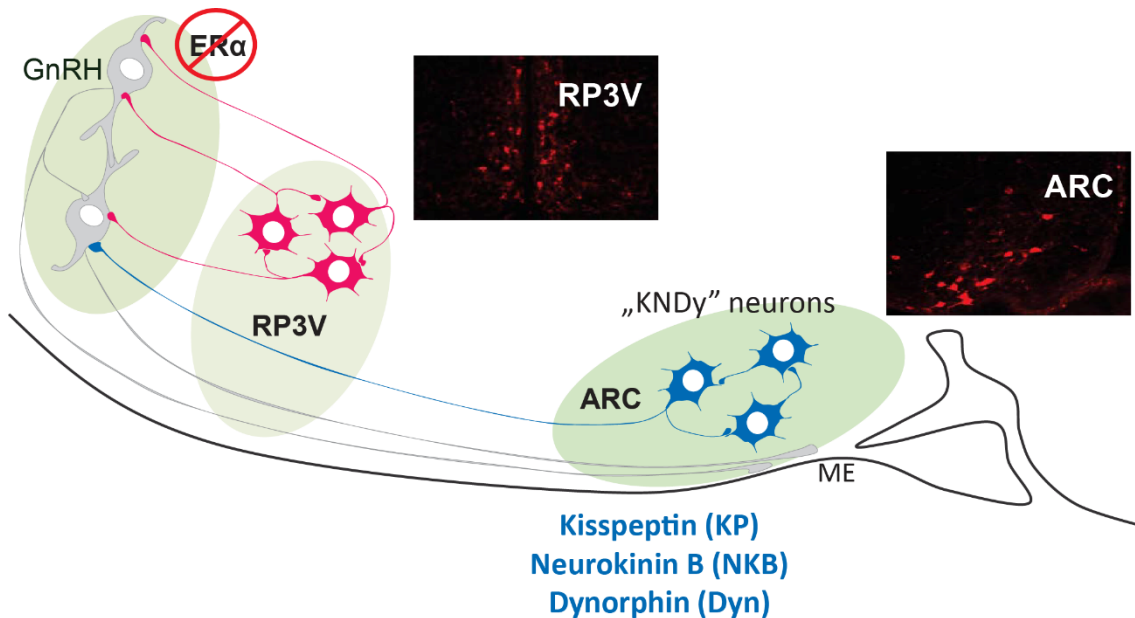 ERα
GnRH
RP3V
ARC
„KNDy” neurons
RP3V
ARC
ME
Kisspeptin (KP)
Neurokinin B (NKB)
Dynorphin (Dyn)